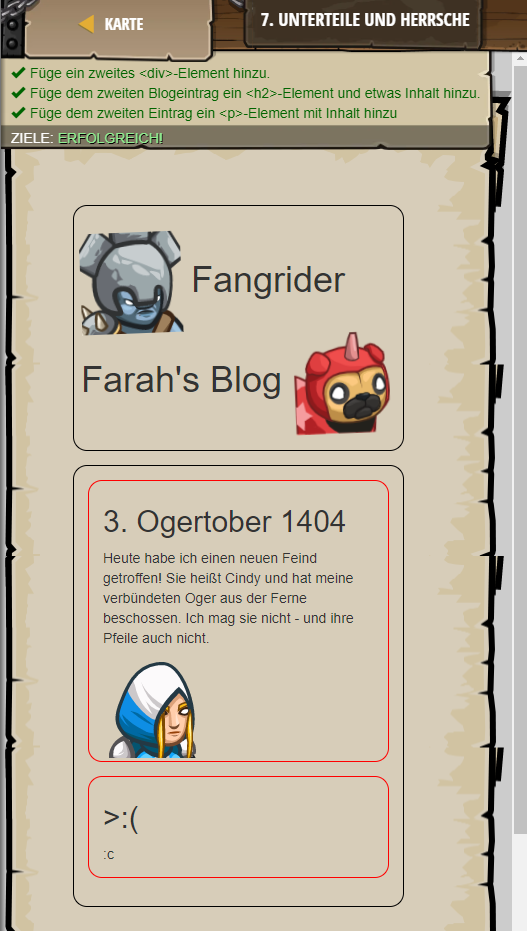 KARTE
7. UNTERTEILE UND HERRSCHE
Füge ein zweites <div>-Element hinzu.
Füge dem zweiten Blogeintrag ein <h2>-Element und etwas Inhalt hinzu.
Füge dem zweiten Eintrag ein <p>-Element mit Inhalt hinzu
ZIELE: ERFOLGREICH!
Fangrider
Farah's Blog
3. Ogertober 1404
Heute habe ich einen neuen Feind
getroffen! Sie heißt Cindy und hat meine
verbündeten Oger aus der Ferne
beschossen. Ich mag sie nicht - und ihre
Pfeile auch nicht.
>:(
:c